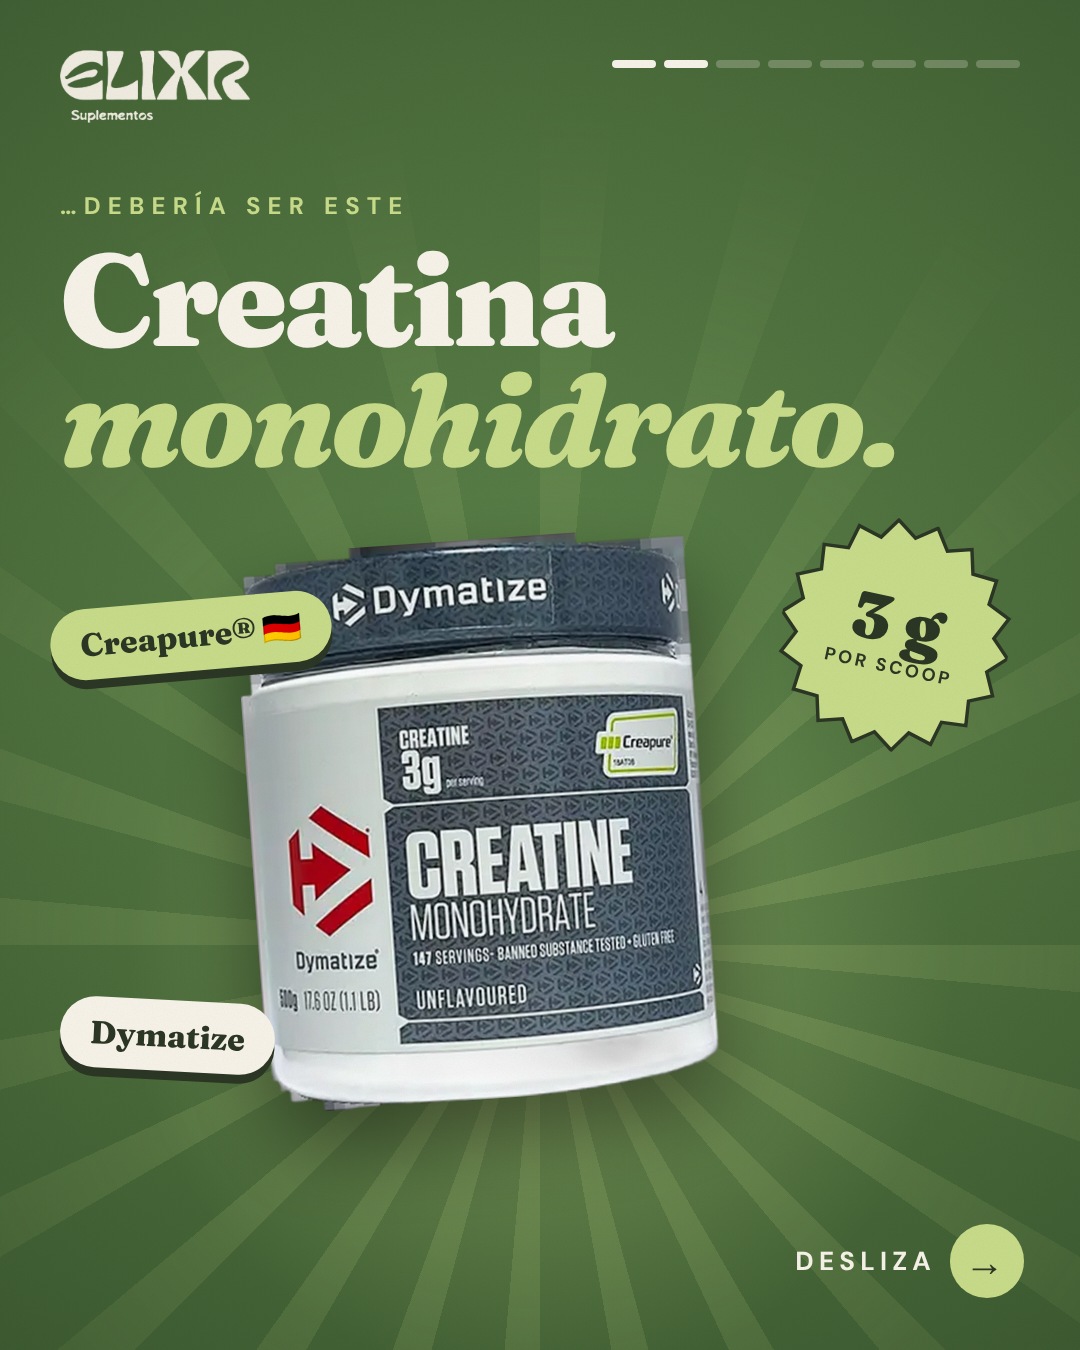 ELIXR
Suplementos
...DEBERÍA SER ESTE
Creatina
monohidrato.
Dymatize
Creapure®
3 g
POR SCOOP
CREATINE
3g per serving
Creapure®
CREATINE
MONOHYDRATE
147 SERVINGS • BANNED SUBSTANCE TESTED • GLUTEN FREE
Dymatize®
500g 17.6 OZ (1.1 LB)
UNFLAVOURED
Dymatize
DESLIZA →